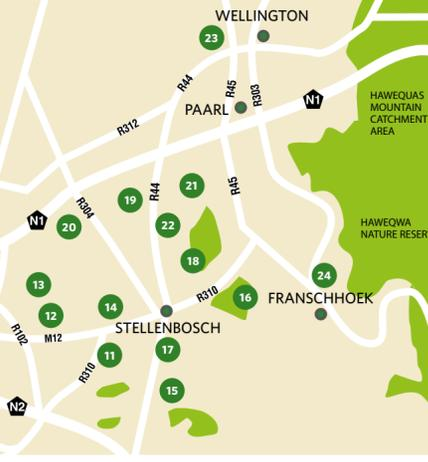 WELLINGTON
23
R44
R45
R303
N1
HAWEQUAS
MOUNTAIN
CATCHMENT
AREA
PAARL
R312
21
19
R44
R45
N1
20
R304
22
HAWEQWA
NATURE RESER
18
24
13
16
FRANSCHHOEK
R310
12
14
STELLENBOSCH
R102
M12
11
17
R310
15
N2